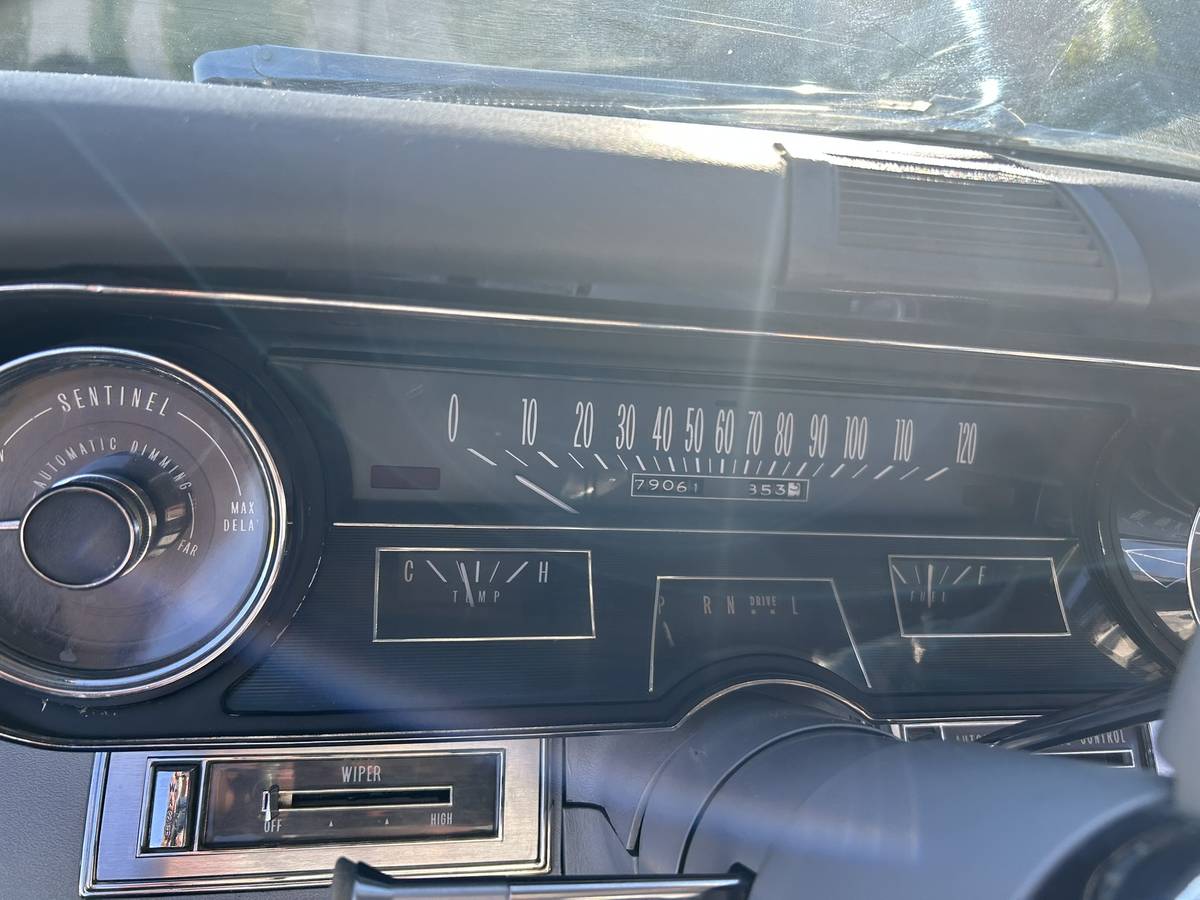 SENTINEL
AUTOMATIC DIMMING
FAR
MAX
DELA
0 10 20 30 40 50 60 70 80 90 100 110 120
79061 353
C H
TEMP
P R N DRIVE L
F
FUEL
WIPER
OFF HIGH
CONTROL